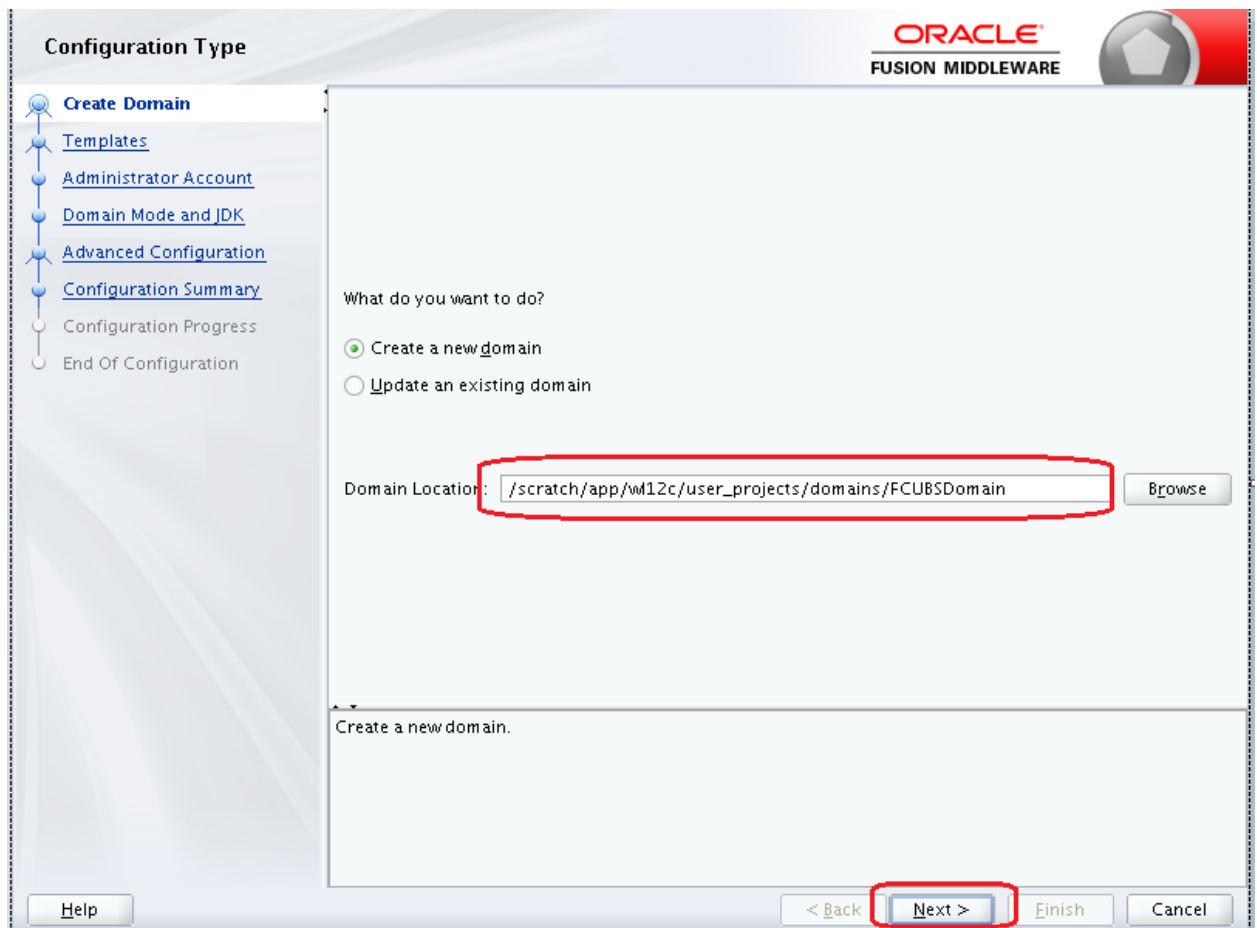 Configuration Type
ORACLE
FUSION MIDDLEWARE
Create Domain
Templates
Administrator Account
Domain Mode and JDK
Advanced Configuration
Configuration Summary
Configuration Progress
End Of Configuration
What do you want to do?
Create a new domain
Update an existing domain
Domain Location: /scratch/app/wl12c/user_projects/domains/FCUBSDomain Browse
Create a new domain.
Help < Back Next > Finish Cancel